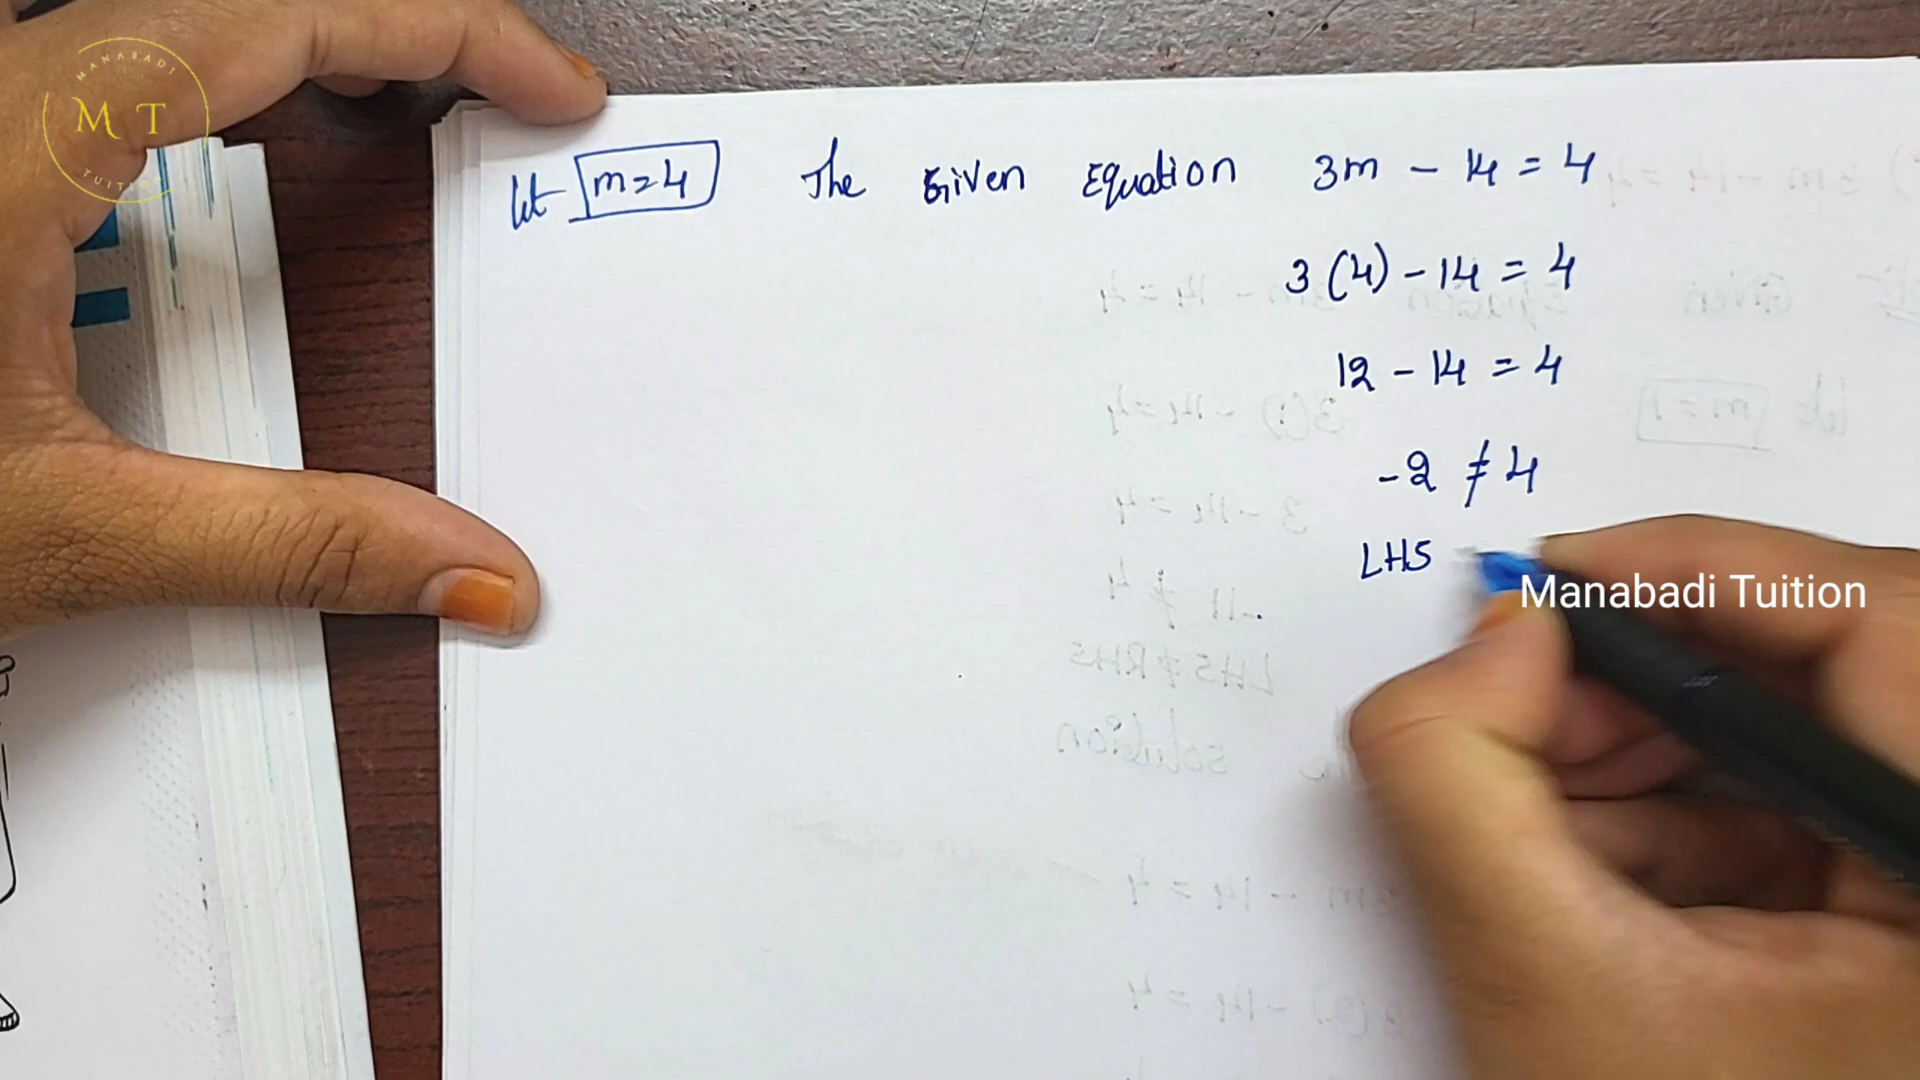 MANABADI
M T
TUITION
Let m=4 The Given Equation 3m - 14 = 4
3(4) - 14 = 4
12 - 14 = 4
-2 ≠ 4
LHS
Manabadi Tuition